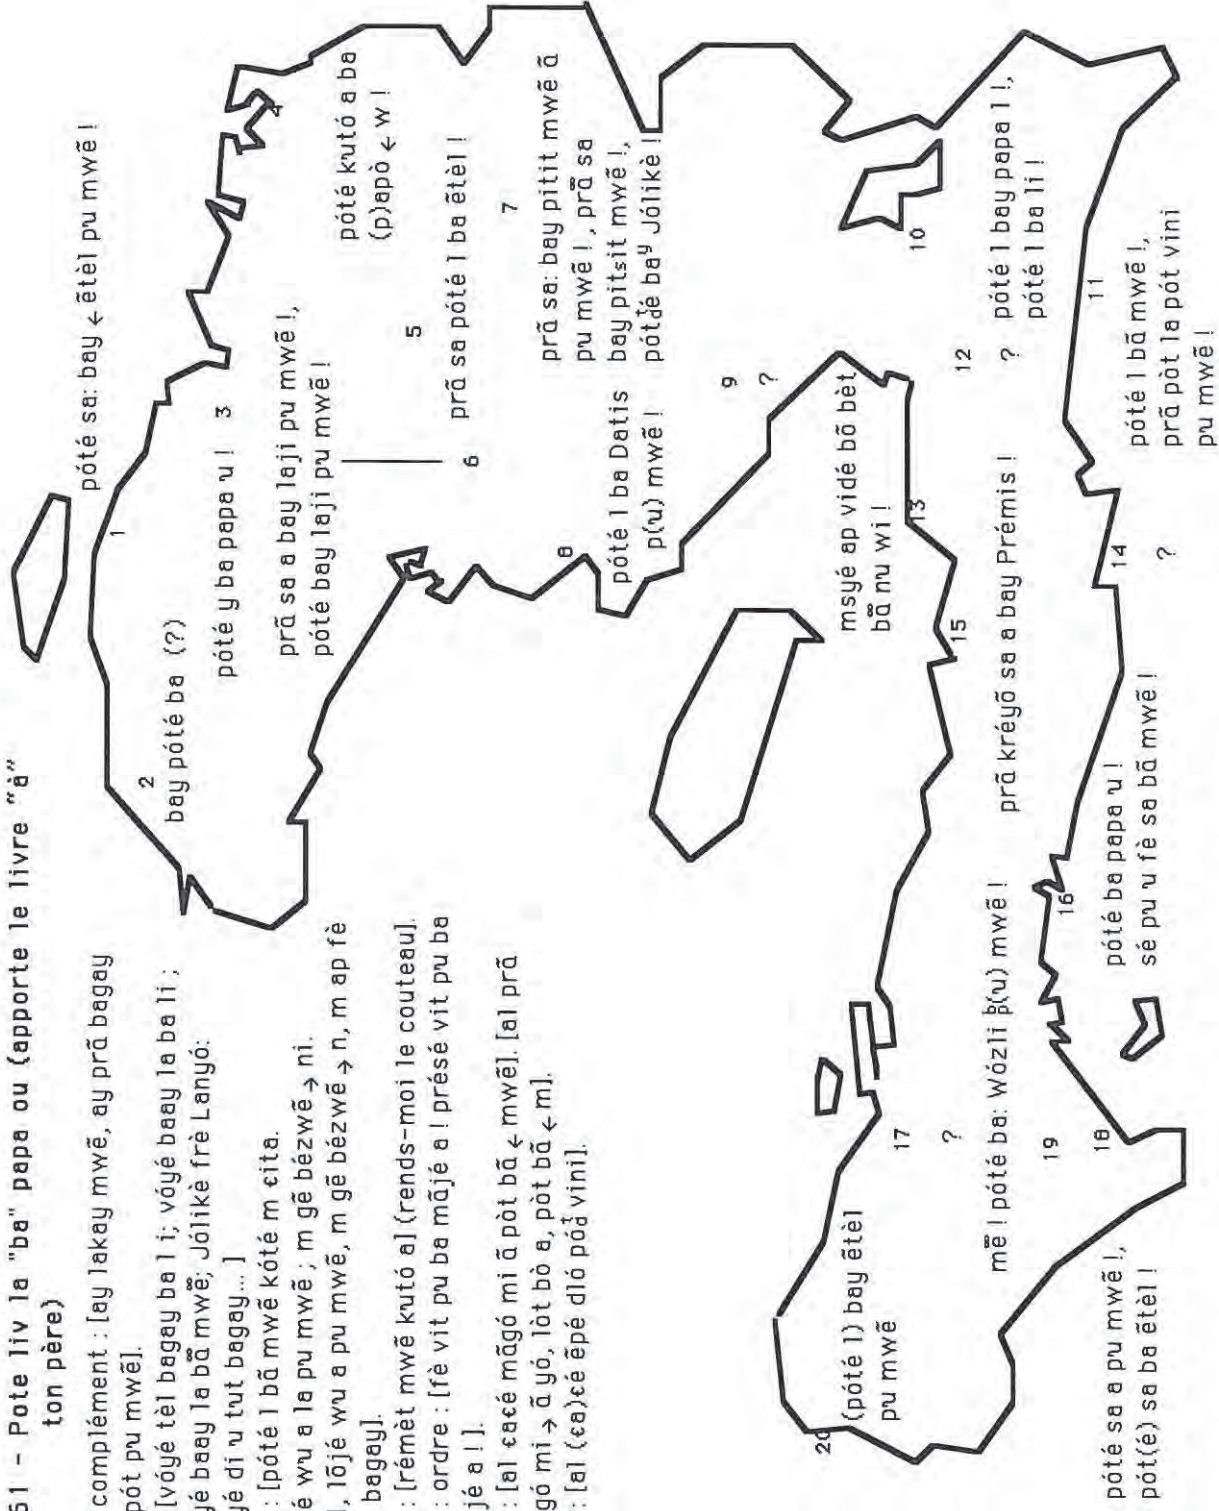 61 - Pote liv la "ba" papa ou (apporte le livre "à"
ton père)
complément : [ay lakay mwẽ, ay prã bagay
pót pu mwẽ].
[vóyé tèl bagay ba l i; vóyé baay la ba li ;
yé baay la bã mwẽ; Jólikè frè Lanyó:
yé di u tut bagay... ]
: [póté l bã mwẽ kóté m ɛita.
é wu a la pu mwẽ ; m gẽ bézwẽ → ni.
, lõjé wu a pu mwẽ, m gẽ bézwẽ → n, m ap fè
bagay].
: [rémèt mwẽ kutó a] (rends-moi le couteau].
: ordre : [fè vit pu ba mãjé a ! présé vit pu ba
jé a ! ].
: [al ɛaɛé mãgó mi ã pòt bã ← mwẽ]. [al prã
gó mi → ã yó, lòt bò a, pòt bã ← m].
: [al (ɛa)ɛé ẽpé dló pód vini].
póté sa: bay ← ẽtèl pu mwẽ !
1
2
bay póté ba (?)
póté y ba papa u ! 3
4
prã sa a bay laji pu mwẽ !,
póté bay laji pu mwẽ !
póté kutó a ba
(p)apò ← w !
5
6
prã sa póté l ba ẽtèl !
7
prã sa: bay pitit mwẽ ã
pu mwẽ !, prã sa
bay pitsit mwẽ !,
pótde bay Jólikè !
8
póté l ba Datis
p(u) mwẽ !
9
?
10
msyé ap vidé bõ bèt
bã nu wi !
póté l bay papa l !,
póté l ba li !
12
?
11
póté l bã mwẽ !,
prã pòt la pót vini
pu mwẽ !
13
14
?
15
prã kréyõ sa a bay Prémis !
póté ba papa u !
sé pu u fè sa bã mwẽ !
16
17
?
mẽ ! póté ba: Wózli p(u) mwẽ !
19
18
20
(póté l) bay ẽtèl
pu mwẽ
póté sa a pu mwẽ !,
pót(é) sa ba ẽtèl !